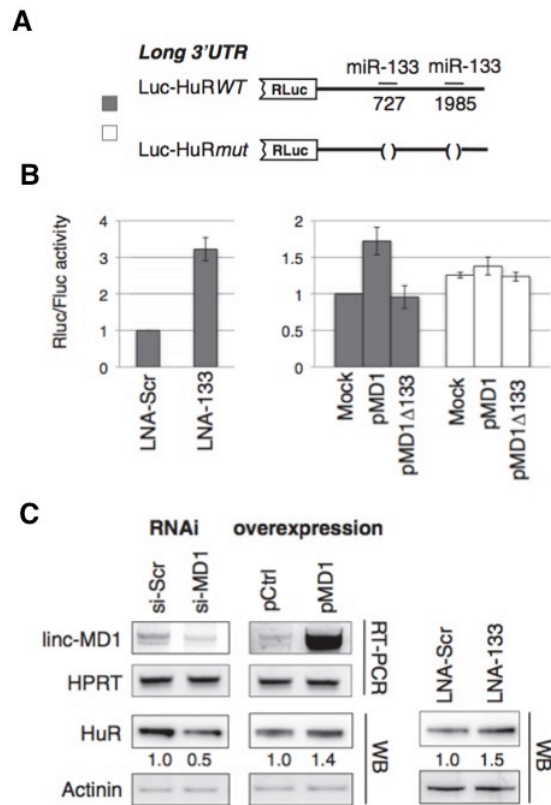 A
Long 3'UTR
miR-133 miR-133
Luc-HuRWT RLuc
727 1985
Luc-HuRmut RLuc ( ) ( )
B
Rluc/Fluc activity
4
3
2
1
0
LNA-Scr
LNA-133
2
1.5
1
0.5
0
Mock
pMD1
pMD1Δ133
Mock
pMD1
pMD1Δ133
C
RNAi overexpression
si-Scr
si-MD1
pCtrl
pMD1
linc-MD1
HPRT
RT-PCR
LNA-Scr
LNA-133
HuR
1.0 0.5 1.0 1.4 1.0 1.5
WB
WB
Actinin